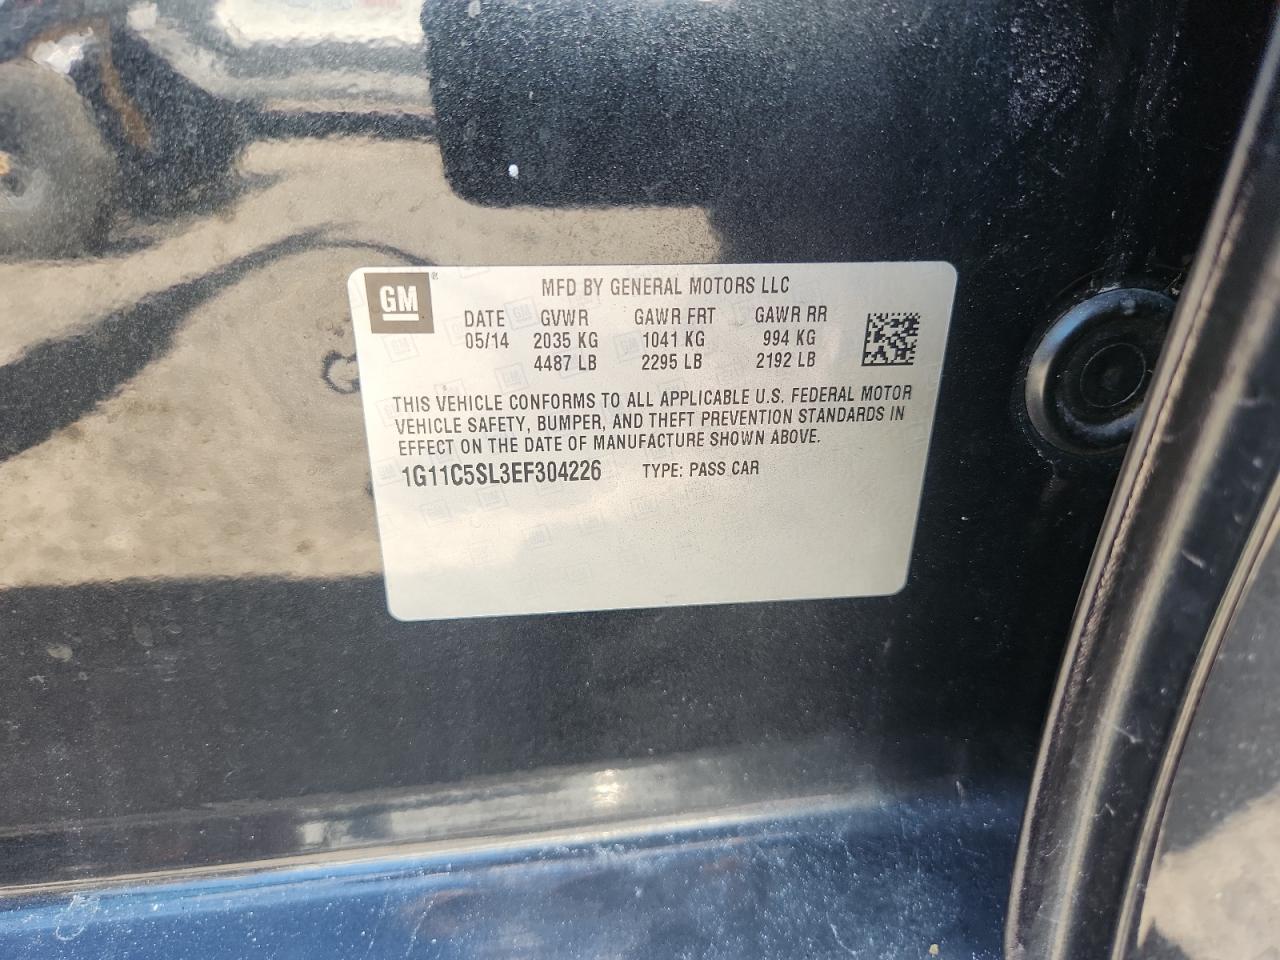 GM ®
MFD BY GENERAL MOTORS LLC
DATE GVWR GAWR FRT GAWR RR
05/14 2035 KG 1041 KG 994 KG
4487 LB 2295 LB 2192 LB
THIS VEHICLE CONFORMS TO ALL APPLICABLE U.S. FEDERAL MOTOR
VEHICLE SAFETY, BUMPER, AND THEFT PREVENTION STANDARDS IN
EFFECT ON THE DATE OF MANUFACTURE SHOWN ABOVE.
1G11C5SL3EF304226 TYPE: PASS CAR